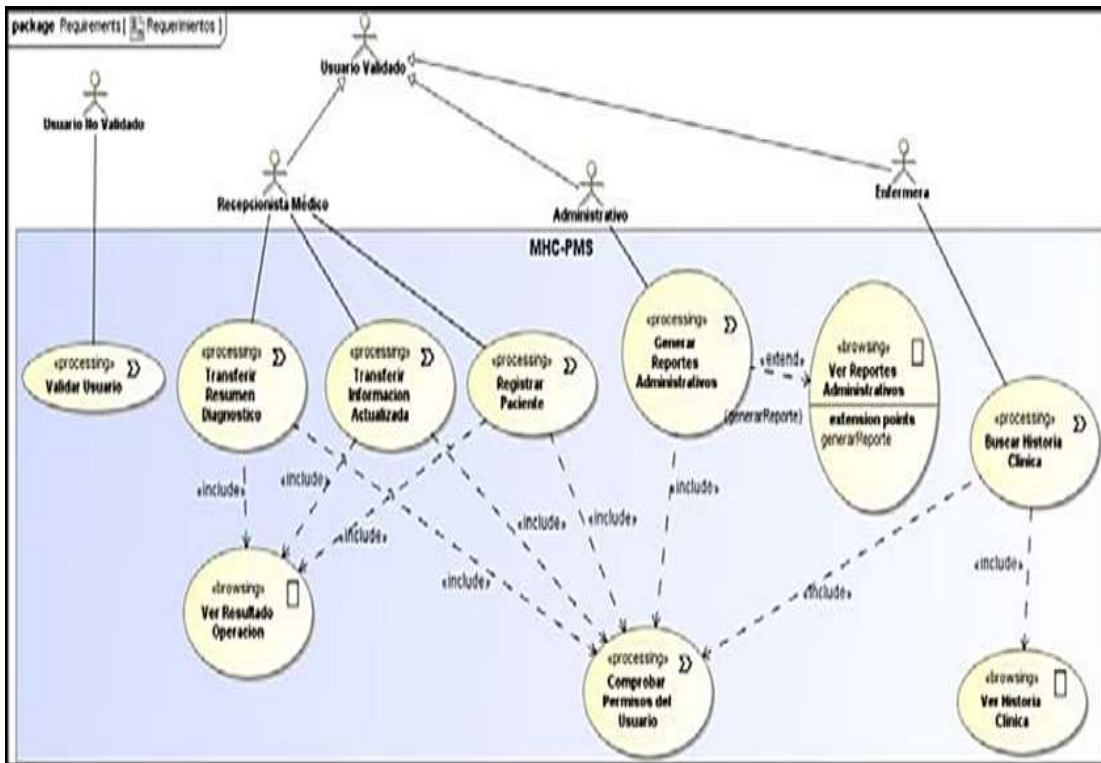 package Requirements [ Requerimientos ]
Usuario Validado
Usuario No Validado
Recepcionista Médico
Administrativo
Enfermera
MHC-PMS
«processing»
Validar Usuario
«processing»
Transferir
Resumen
Diagnostico
«processing»
Transferir
Informacion
Actualizada
«processing»
Registrar
Paciente
«processing»
Generar
Reportes
Administrativos
«extend»
(generarReporte)
«browsing»
Ver Reportes
Administrativos
extension points
generarReporte
«processing»
Buscar Historia
Clinica
«include»
«include»
«include»
«include»
«include»
«include»
«include»
«include»
«include»
«browsing»
Ver Resultado
Operacion
«processing»
Comprobar
Permisos del
Usuario
«browsing»
Ver Historia
Clinica